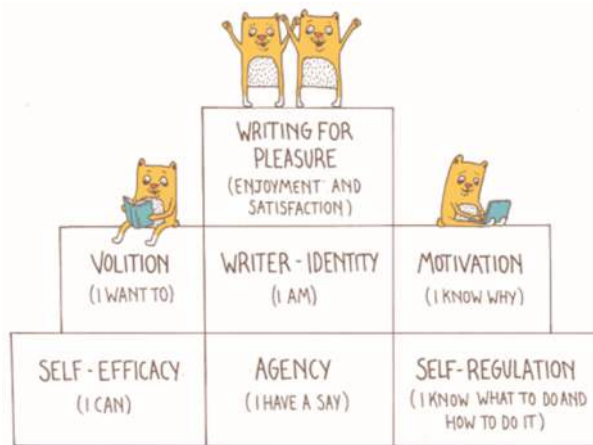 WRITING FOR
PLEASURE
(ENJOYMENT AND
SATISFACTION)
VOLITION
(I WANT TO)
WRITER-IDENTITY
(I AM)
MOTIVATION
(I KNOW WHY)
SELF-EFFICACY
(I CAN)
AGENCY
(I HAVE A SAY)
SELF-REGULATION
(I KNOW WHAT TO DO AND
HOW TO DO IT)